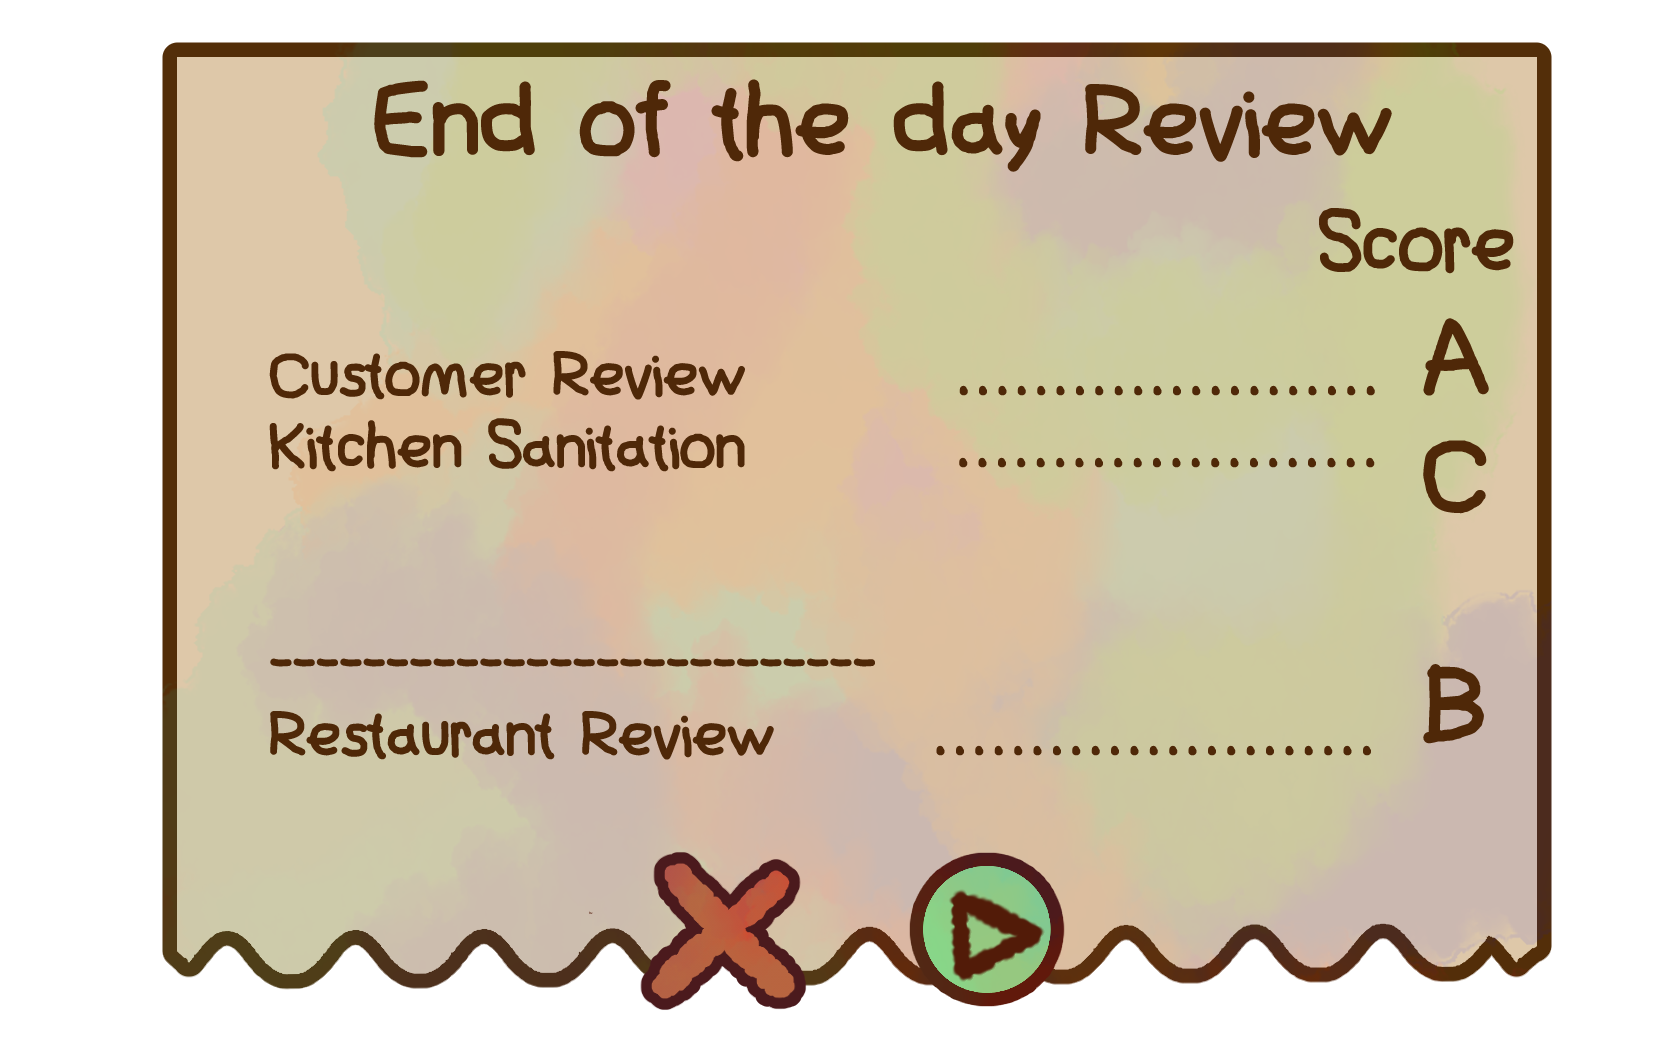 End of the day Review
Score
Customer Review .................... A
Kitchen Sanitation .................... C
--------------------------
Restaurant Review ....................... B